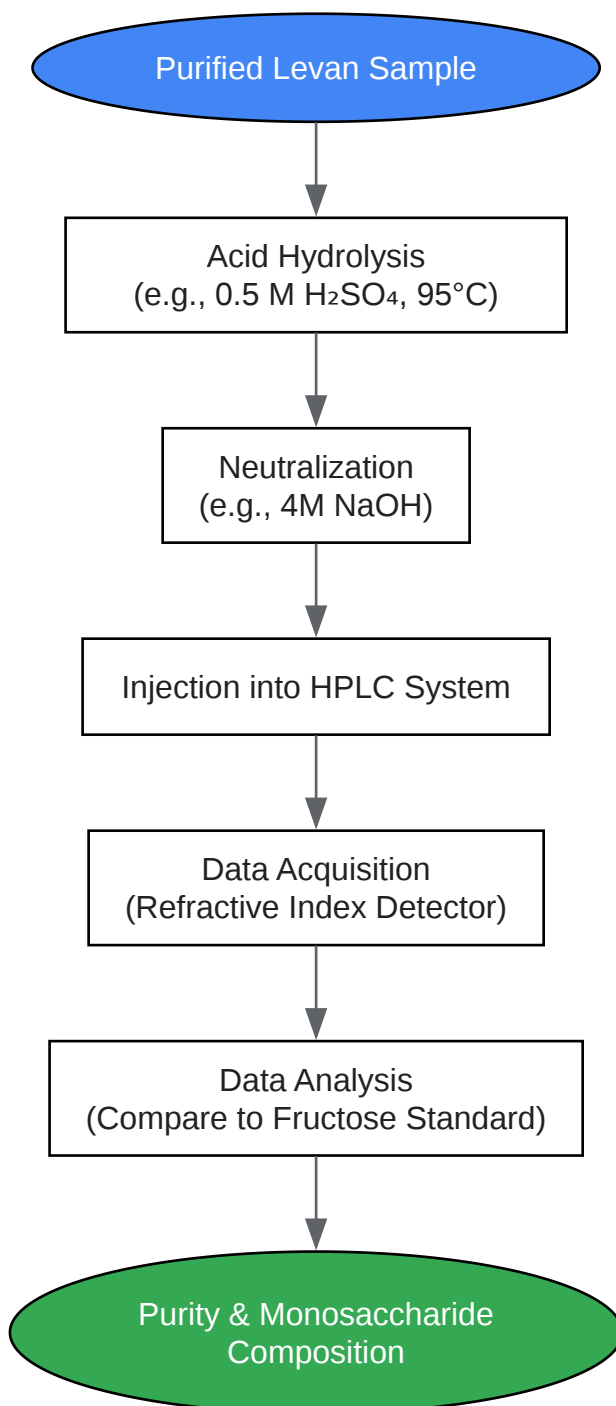 Purified Levan Sample
Acid Hydrolysis
(e.g., 0.5 M H₂SO₄, 95°C)
Neutralization
(e.g., 4M NaOH)
Injection into HPLC System
Data Acquisition
(Refractive Index Detector)
Data Analysis
(Compare to Fructose Standard)
Purity & Monosaccharide
Composition